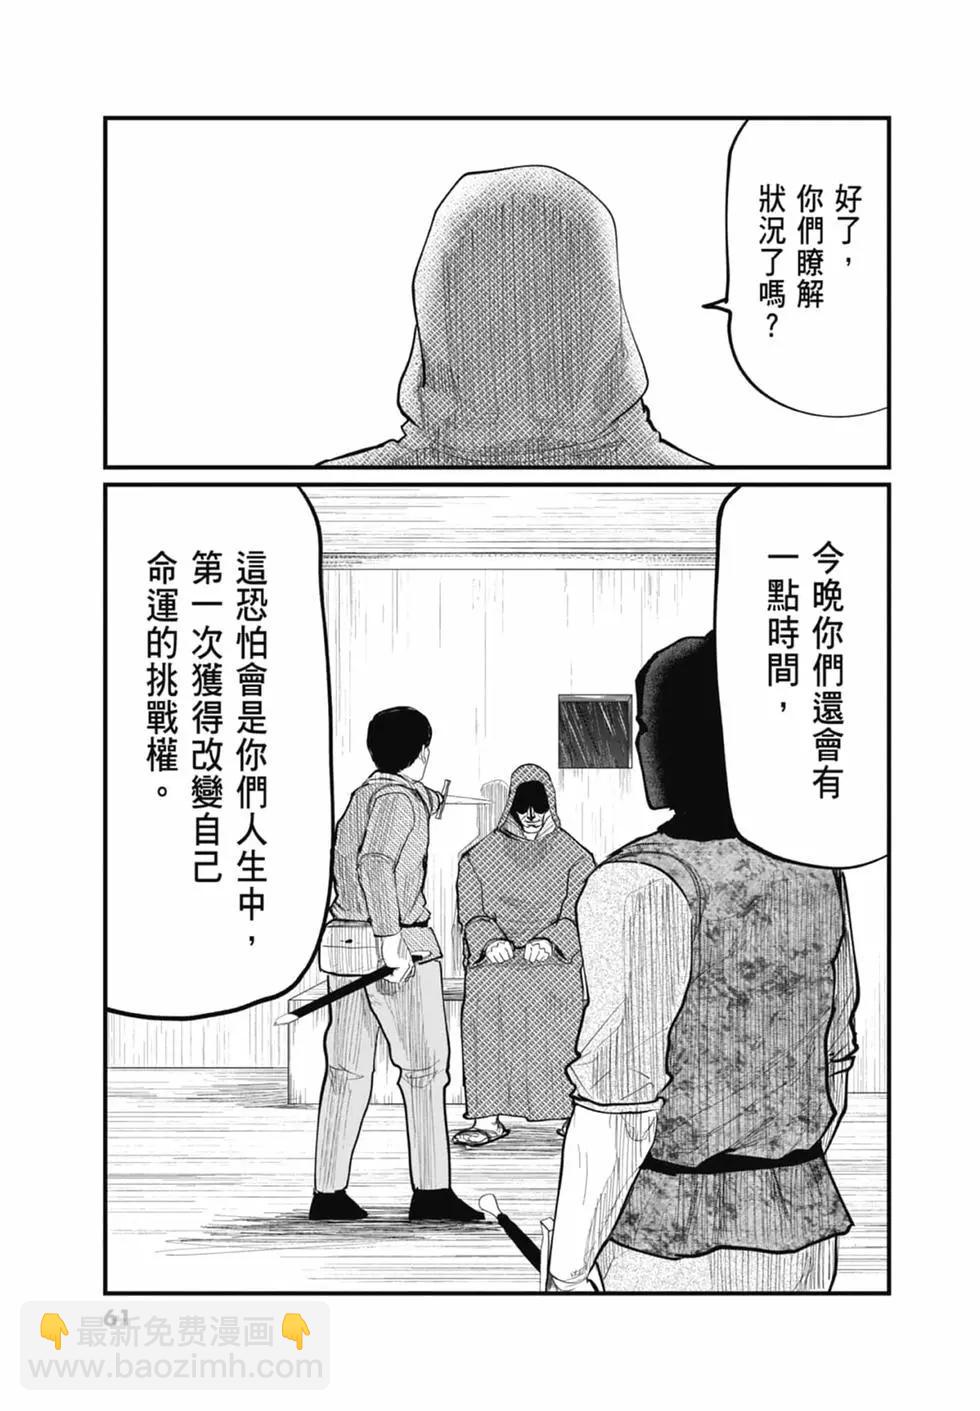 好了，
你們瞭解
狀況了嗎？
今晚你們還會有
一點時間，
這恐怕會是你們人生中，
第一次獲得改變自己
命運的挑戰權。
61
最新免费漫画
www.baozimh.com